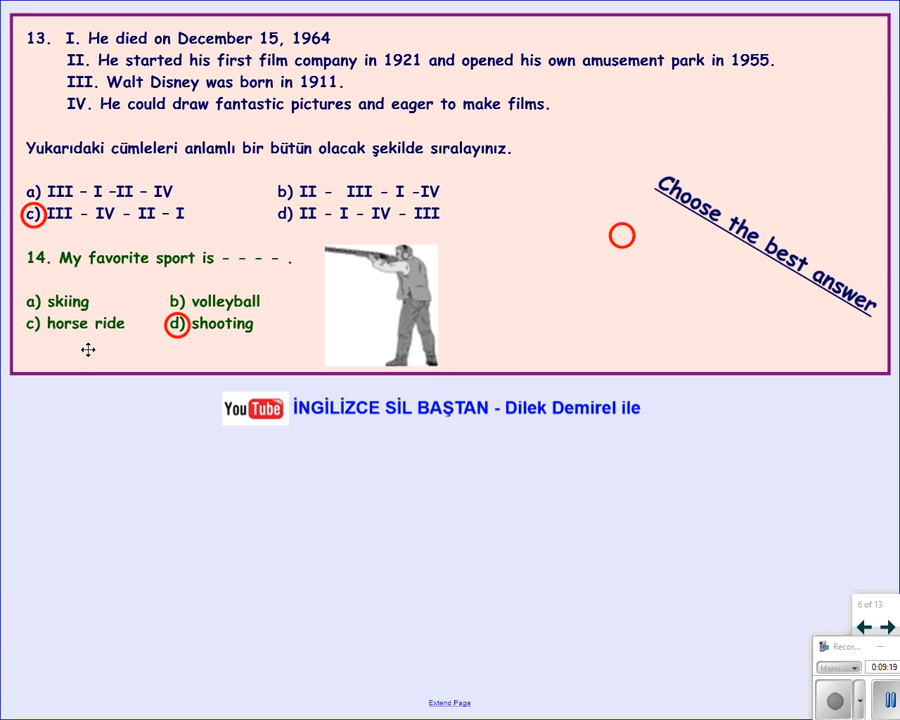 13. I. He died on December 15, 1964
II. He started his first film company in 1921 and opened his own amusement park in 1955.
III. Walt Disney was born in 1911.
IV. He could draw fantastic pictures and eager to make films.
Yukarıdaki cümleleri anlamlı bir bütün olacak şekilde sıralayınız.
a) III - I -II - IV b) II - III - I -IV
c) III - IV - II - I d) II - I - IV - III
Choose the best answer
14. My favorite sport is - - - - .
a) skiing b) volleyball
c) horse ride d) shooting
YouTube İNGİLİZCE SİL BAŞTAN - Dilek Demirel ile
6 of 13
Recor...
Menu 0:09:19
Extend Page